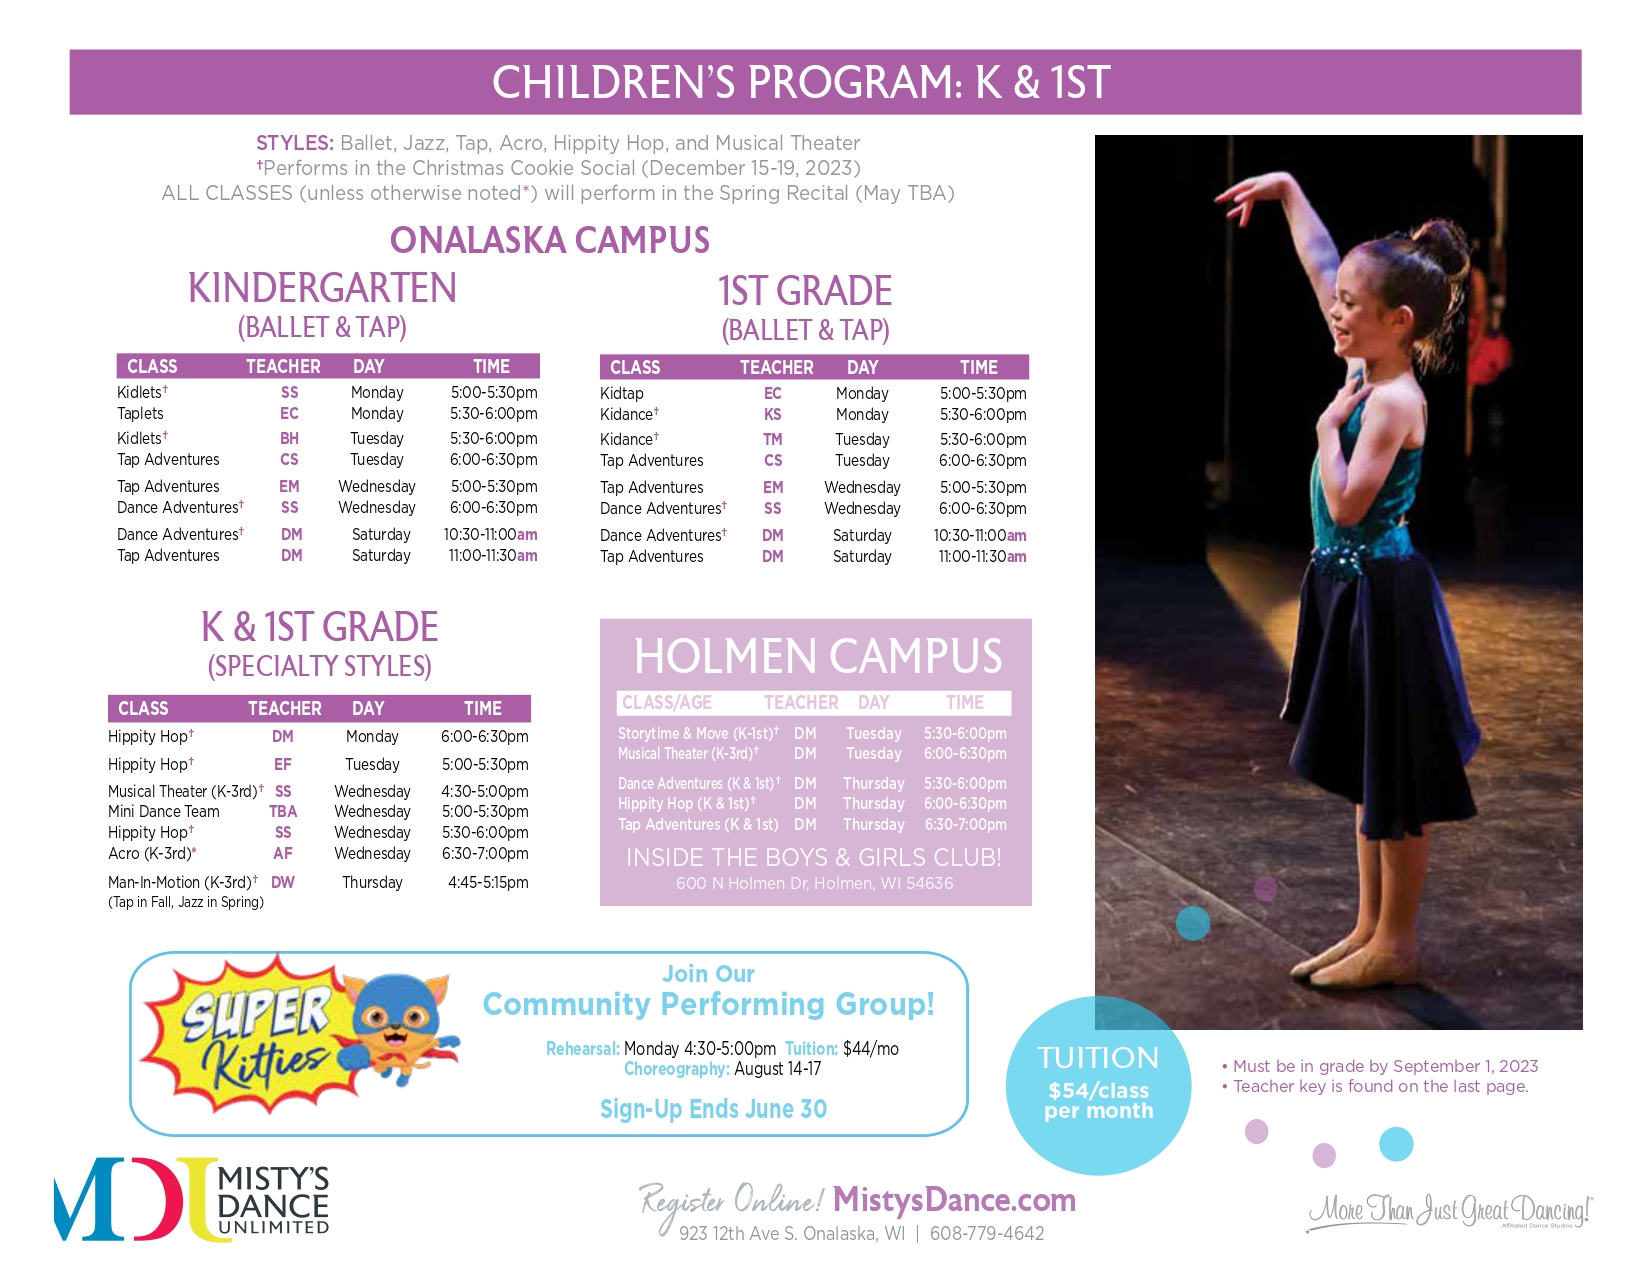 CHILDREN'S PROGRAM: K & 1ST
STYLES: Ballet, Jazz, Tap, Acro, Hippity Hop, and Musical Theater
†Performs in the Christmas Cookie Social (December 15-19, 2023)
ALL CLASSES (unless otherwise noted*) will perform in the Spring Recital (May TBA)
ONALASKA CAMPUS
KINDERGARTEN
(BALLET & TAP)
CLASS TEACHER DAY TIME
Kidlets† SS Monday 5:00-5:30pm
Taplets EC Monday 5:30-6:00pm
Kidlets† BH Tuesday 5:30-6:00pm
Tap Adventures CS Tuesday 6:00-6:30pm
Tap Adventures EM Wednesday 5:00-5:30pm
Dance Adventures† SS Wednesday 6:00-6:30pm
Dance Adventures† DM Saturday 10:30-11:00am
Tap Adventures DM Saturday 11:00-11:30am
1ST GRADE
(BALLET & TAP)
CLASS TEACHER DAY TIME
Kidtap EC Monday 5:00-5:30pm
Kidance† KS Monday 5:30-6:00pm
Kidance† TM Tuesday 5:30-6:00pm
Tap Adventures CS Tuesday 6:00-6:30pm
Tap Adventures EM Wednesday 5:00-5:30pm
Dance Adventures† SS Wednesday 6:00-6:30pm
Dance Adventures† DM Saturday 10:30-11:00am
Tap Adventures DM Saturday 11:00-11:30am
K & 1ST GRADE
(SPECIALTY STYLES)
CLASS TEACHER DAY TIME
Hippity Hop† DM Monday 6:00-6:30pm
Hippity Hop† EF Tuesday 5:00-5:30pm
Musical Theater (K-3rd)† SS Wednesday 4:30-5:00pm
Mini Dance Team TBA Wednesday 5:00-5:30pm
Hippity Hop† SS Wednesday 5:30-6:00pm
Acro (K-3rd)* AF Wednesday 6:30-7:00pm
Man-In-Motion (K-3rd)† DW Thursday 4:45-5:15pm
(Tap in Fall, Jazz in Spring)
HOLMEN CAMPUS
CLASS/AGE TEACHER DAY TIME
Storytime & Move (K-1st)† DM Tuesday 5:30-6:00pm
Musical Theater (K-3rd)† DM Tuesday 6:00-6:30pm
Dance Adventures (K & 1st)† DM Thursday 5:30-6:00pm
Hippity Hop (K & 1st)† DM Thursday 6:00-6:30pm
Tap Adventures (K & 1st) DM Thursday 6:30-7:00pm
INSIDE THE BOYS & GIRLS CLUB!
600 N Holmen Dr, Holmen, WI 54636
SUPER
Kitties
Join Our
Community Performing Group!
Rehearsal: Monday 4:30-5:00pm Tuition: $44/mo
Choreography: August 14-17
Sign-Up Ends June 30
TUITION
$54/class
per month
• Must be in grade by September 1, 2023
• Teacher key is found on the last page.
MDU MISTY'S
DANCE
UNLIMITED
Register Online! MistysDance.com
923 12th Ave S. Onalaska, WI | 608-779-4642
More Than Just Great Dancing!®
Affiliated Dance Studios